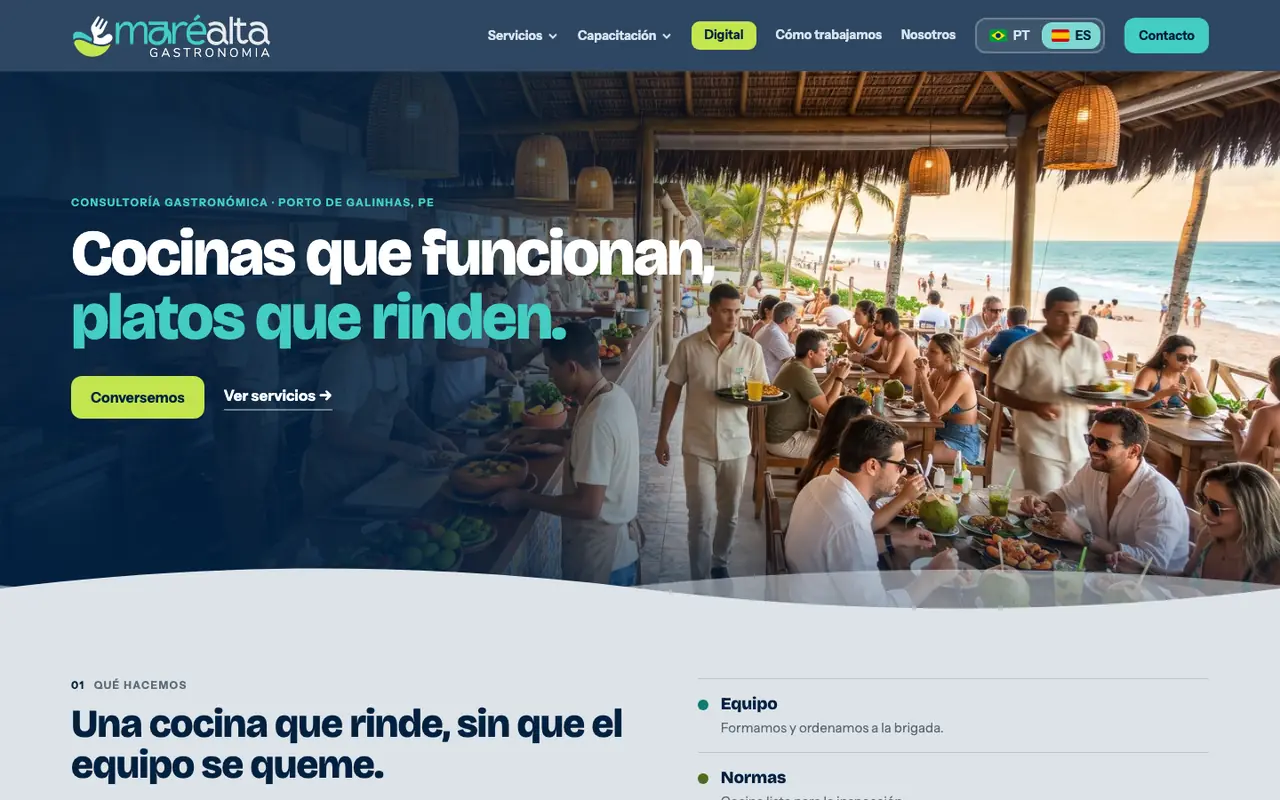 maréalta
GASTRONOMIA
Servicios
Capacitación
Digital
Cómo trabajamos
Nosotros
PT
ES
Contacto
CONSULTORÍA GASTRONÓMICA · PORTO DE GALINHAS, PE
Cocinas que funcionan,
platos que rinden.
Conversemos
Ver servicios →
01 QUÉ HACEMOS
Una cocina que rinde, sin que el
equipo se queme.
Equipo
Formamos y ordenamos a la brigada.
Normas